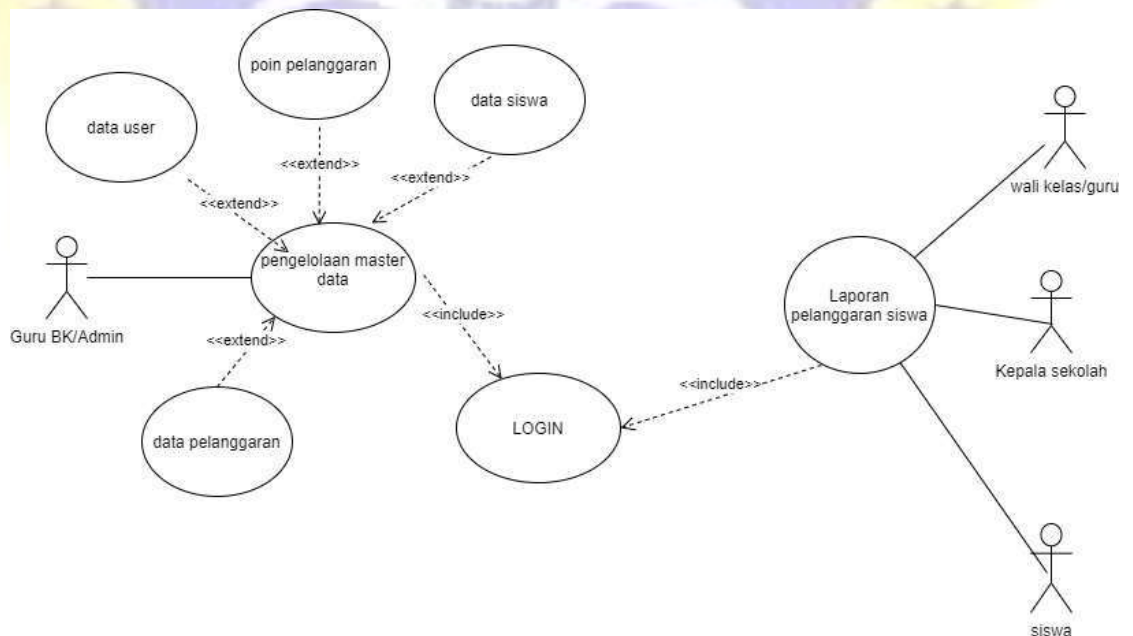 poin pelanggaran
data siswa
data user
<<extend>>
<<extend>>
<<extend>>
wali kelas/guru
pengelolaan master
data
Guru BK/Admin
<<extend>>
<<include>>
Laporan
pelanggaran siswa
Kepala sekolah
<<include>>
data pelanggaran
LOGIN
siswa